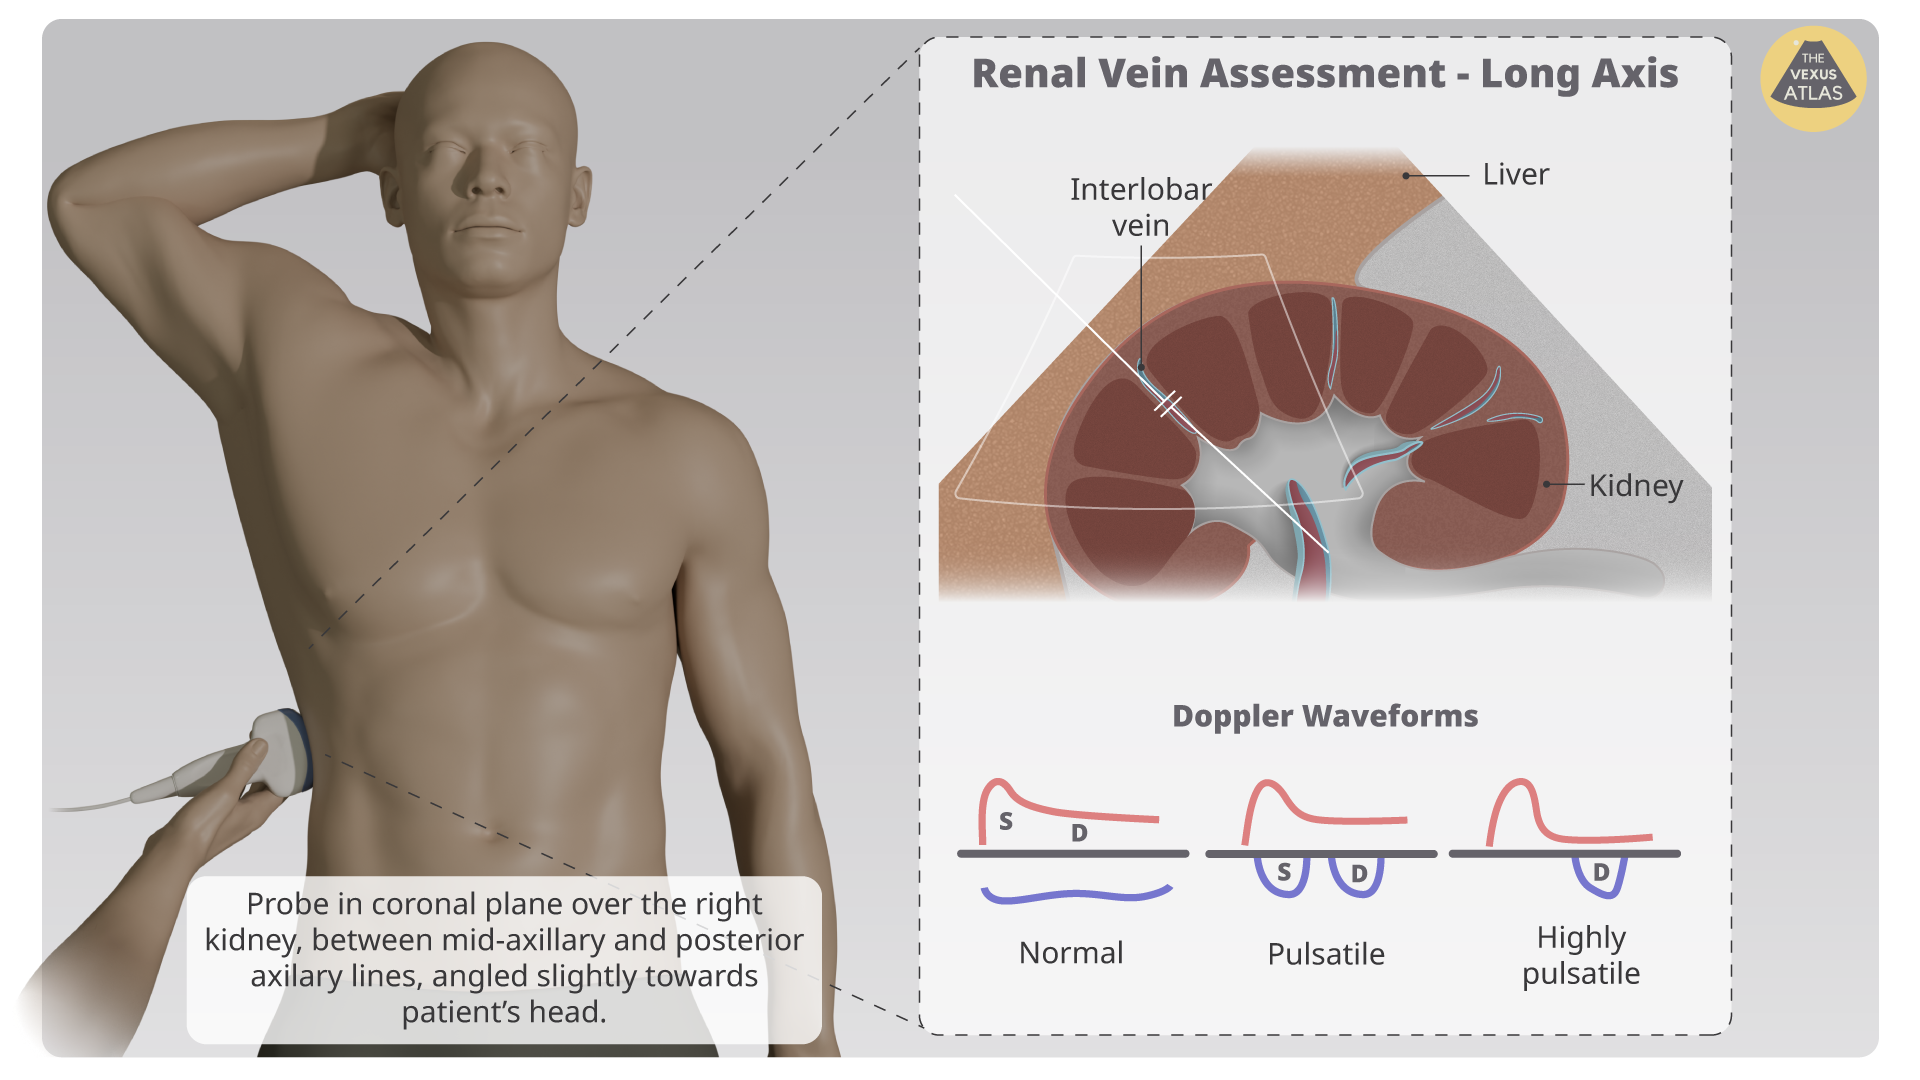 THE
VEXUS
ATLAS
Renal Vein Assessment - Long Axis
Interlobar
vein
Liver
Kidney
Doppler Waveforms
S
D
S
D
D
Normal
Pulsatile
Highly
pulsatile
Probe in coronal plane over the right
kidney, between mid-axillary and posterior
axilary lines, angled slightly towards
patient’s head.